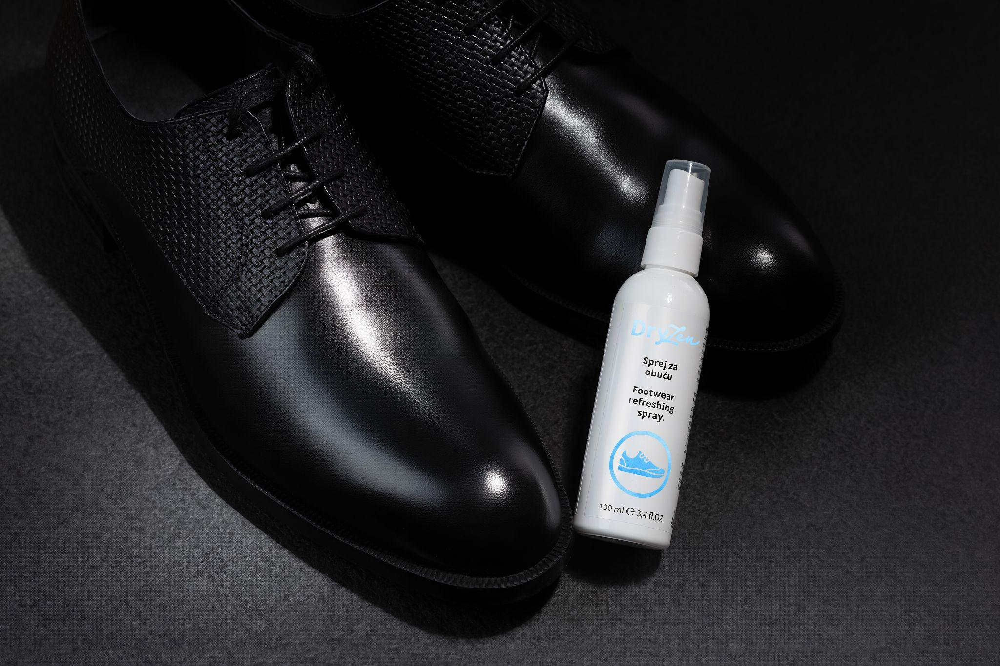 DryZen
Sprej za
obuću
Footwear
refreshing
spray.
100 ml ℮ 3,4 fl.OZ.